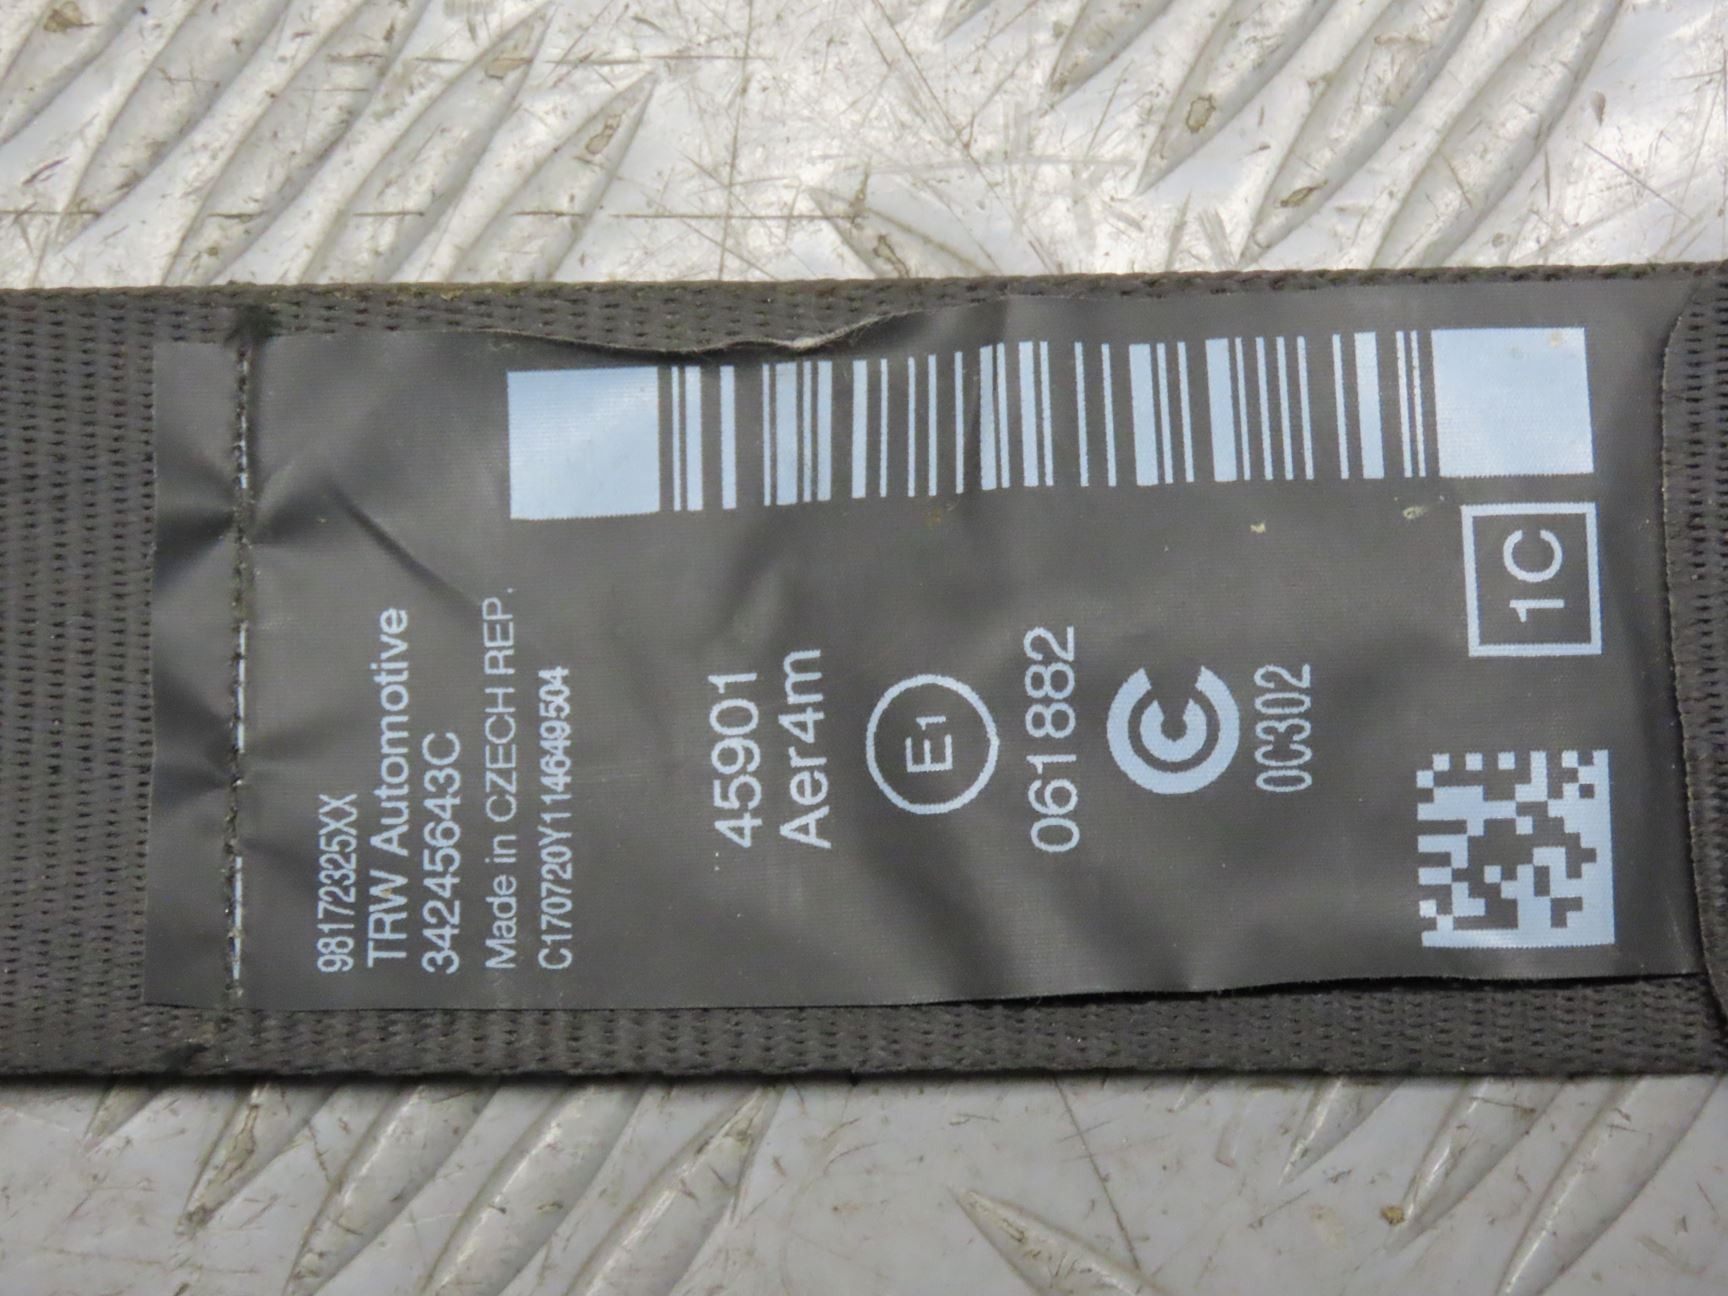 98172325XX
TRW Automotive
34245643C
Made in CZECH REP.
C170720Y114649504
45901
Aer4m
E1
061882
C
0C302
1C